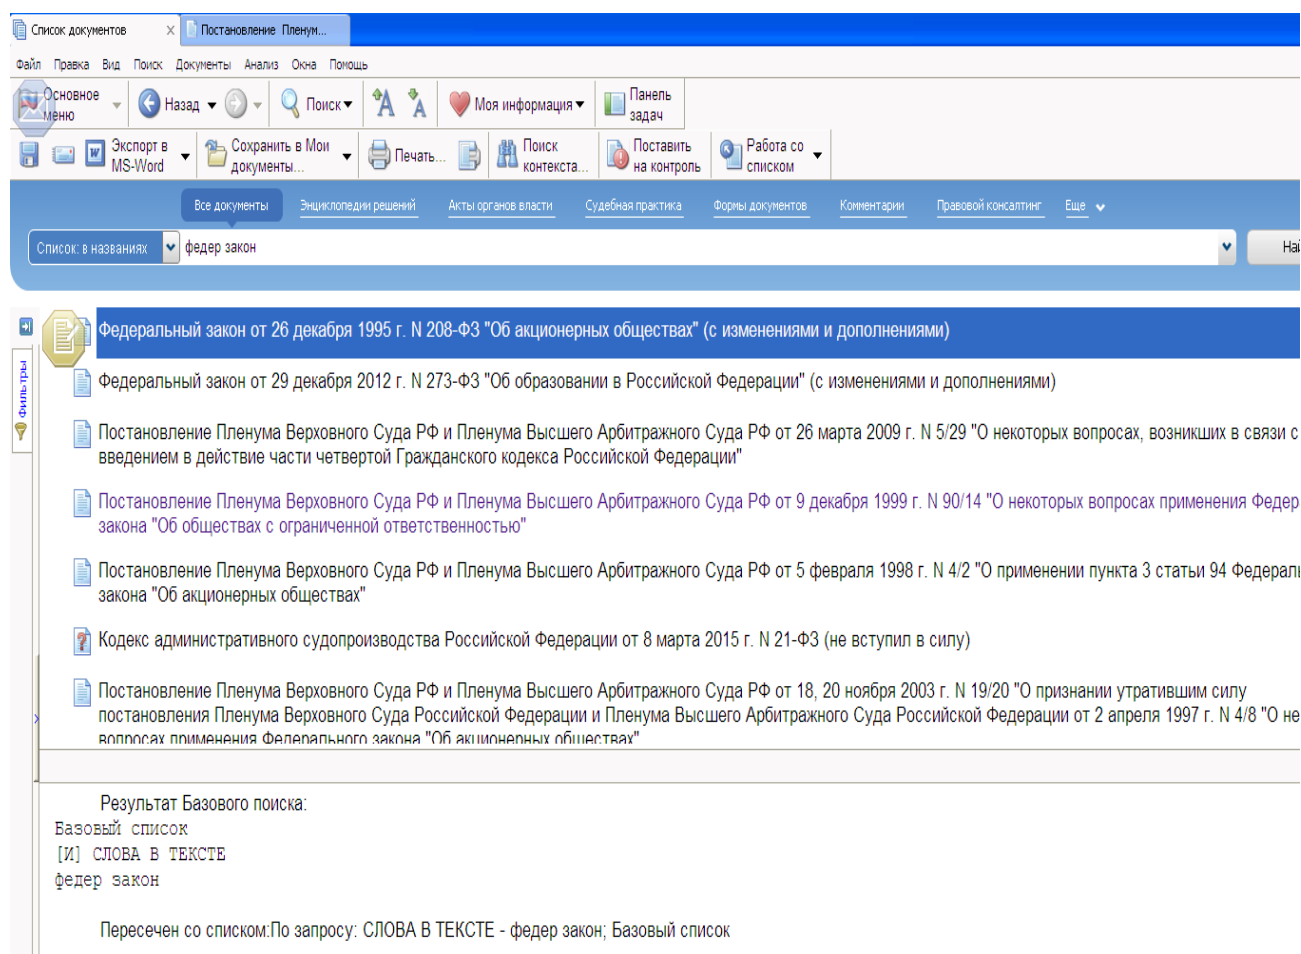 Список документов X Постановление Пленум...
Файл Правка Вид Поиск Документы Анализ Окна Помощь
Основное меню Назад Поиск Моя информация Панель задач
Экспорт в MS-Word Сохранить в Мои документы... Печать... Поиск контекста... Поставить на контроль Работа со списком
Все документы Энциклопедии решений Акты органов власти Судебная практика Формы документов Комментарии Правовой консалтинг Еще
Список: в названиях федер закон
Фильтры
Федеральный закон от 26 декабря 1995 г. N 208-ФЗ "Об акционерных обществах" (с изменениями и дополнениями)
Федеральный закон от 29 декабря 2012 г. N 273-ФЗ "Об образовании в Российской Федерации" (с изменениями и дополнениями)
Постановление Пленума Верховного Суда РФ и Пленума Высшего Арбитражного Суда РФ от 26 марта 2009 г. N 5/29 "О некоторых вопросах, возникших в связи с
введением в действие части четвертой Гражданского кодекса Российской Федерации"
Постановление Пленума Верховного Суда РФ и Пленума Высшего Арбитражного Суда РФ от 9 декабря 1999 г. N 90/14 "О некоторых вопросах применения Федер
закона "Об обществах с ограниченной ответственностью"
Постановление Пленума Верховного Суда РФ и Пленума Высшего Арбитражного Суда РФ от 5 февраля 1998 г. N 4/2 "О применении пункта 3 статьи 94 Федерал
закона "Об акционерных обществах"
Кодекс административного судопроизводства Российской Федерации от 8 марта 2015 г. N 21-ФЗ (не вступил в силу)
Постановление Пленума Верховного Суда РФ и Пленума Высшего Арбитражного Суда РФ от 18, 20 ноября 2003 г. N 19/20 "О признании утратившим силу
постановления Пленума Верховного Суда Российской Федерации и Пленума Высшего Арбитражного Суда Российской Федерации от 2 апреля 1997 г. N 4/8 "О не
вопросах применения Федерального закона "Об акционерных обществах"
Результат Базового поиска:
Базовый список
[И] СЛОВА В ТЕКСТЕ
федер закон
Пересечен со списком:По запросу: СЛОВА В ТЕКСТЕ - федер закон; Базовый список